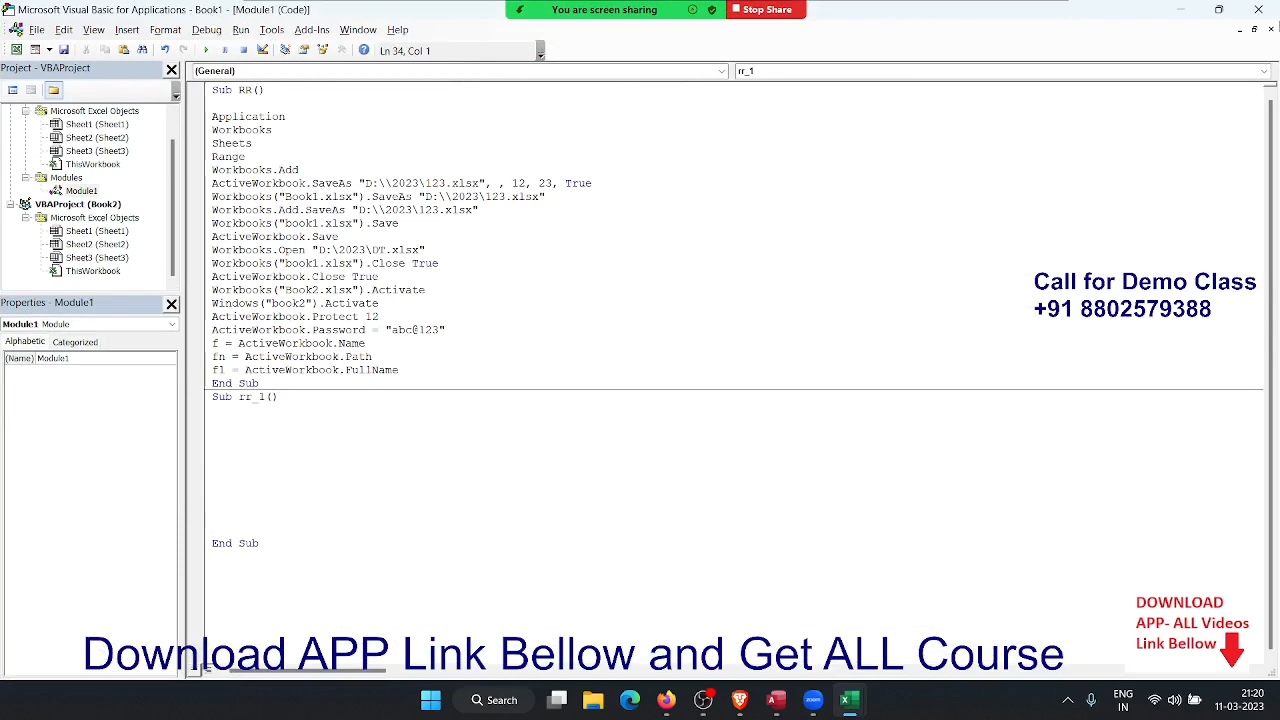 Microsoft Visual Basic for Applications - Book1 - [Module1 (Code)]
You are screen sharing
Stop Share
File Edit View Insert Format Debug Run Tools Add-Ins Window Help
Ln 34, Col 1
Project - VBAProject
(General)
rr_1
Microsoft Excel Objects
Sheet1 (Sheet1)
Sheet2 (Sheet2)
Sheet3 (Sheet3)
ThisWorkbook
Modules
Module1
VBAProject (Book2)
Microsoft Excel Objects
Sheet1 (Sheet1)
Sheet2 (Sheet2)
Sheet3 (Sheet3)
ThisWorkbook
Properties - Module1
Module1 Module
Alphabetic Categorized
(Name) Module1
Sub RR()
Application
Workbooks
Sheets
Range
Workbooks.Add
ActiveWorkbook.SaveAs "D:\\2023\123.xlsx", , 12, 23, True
Workbooks("Book1.xlsx").SaveAs "D:\\2023\123.xlsx"
Workbooks.Add.SaveAs "D:\\2023\123.xlsx"
Workbooks("book1.xlsx").Save
ActiveWorkbook.Save
Workbooks.Open "D:\2023\DT.xlsx"
Workbooks("book1.xlsx").Close True
ActiveWorkbook.Close True
Workbooks("Book2.xlsx").Activate
Windows("book2").Activate
ActiveWorkbook.Protect 12
ActiveWorkbook.Password = "abc@123"
f = ActiveWorkbook.Name
fn = ActiveWorkbook.Path
fl = ActiveWorkbook.FullName
End Sub
Sub rr_1()
End Sub
Call for Demo Class
+91 8802579388
DOWNLOAD
APP- ALL Videos
Link Bellow
Download APP Link Bellow and Get ALL Course
Search
zoom
ENG
IN
21:20
11-03-2023